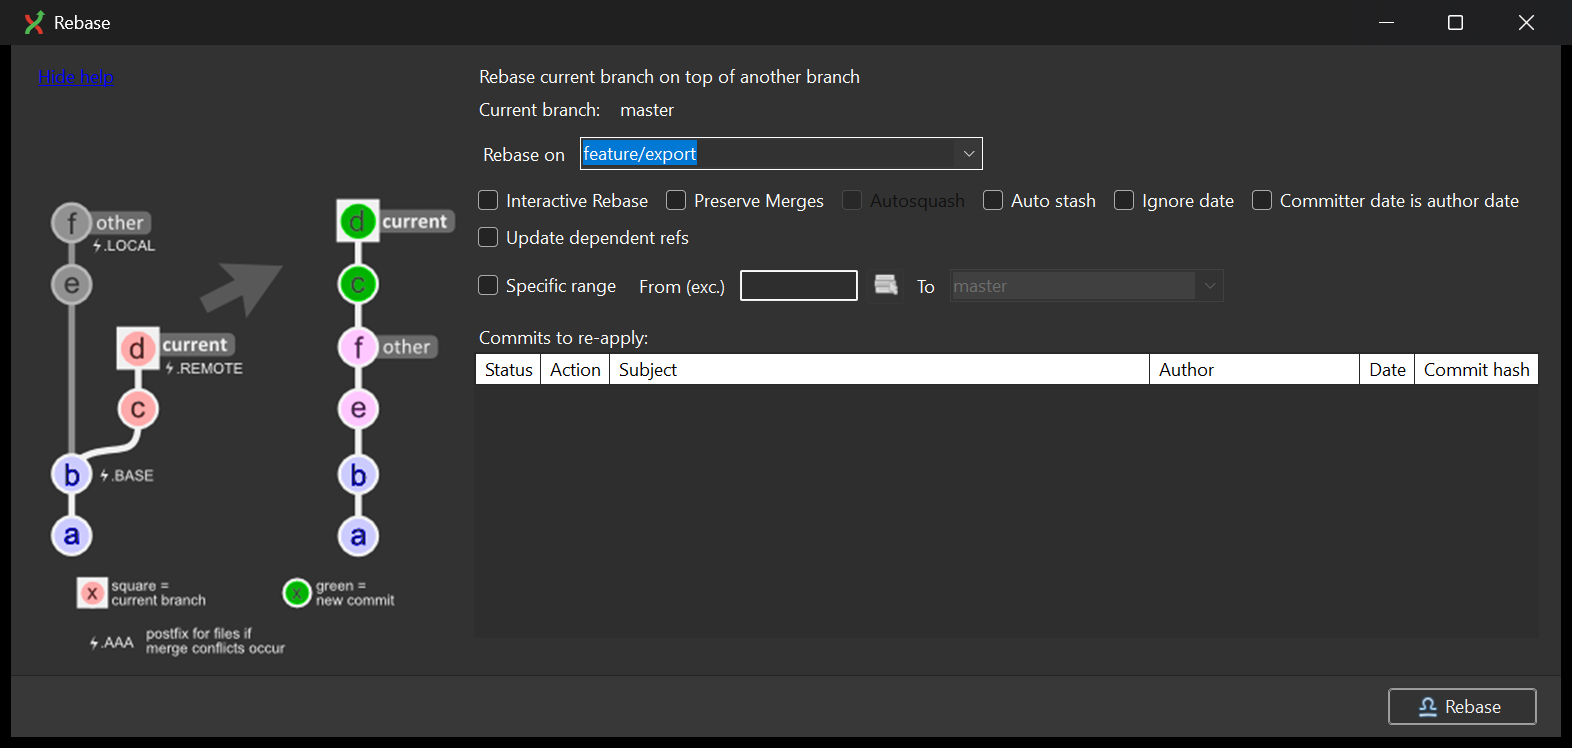 Rebase
Hide help
Rebase current branch on top of another branch
Current branch: master
Rebase on feature/export
Interactive Rebase Preserve Merges Autosquash Auto stash Ignore date Committer date is author date
Update dependent refs
Specific range From (exc.) To master
Commits to re-apply:
Status Action Subject Author Date Commit hash
f other
.LOCAL
e
d current
.REMOTE
c
b .BASE
a
d current
c
f other
e
b
a
x square =
current branch
x green =
new commit
.AAA postfix for files if
merge conflicts occur
Rebase